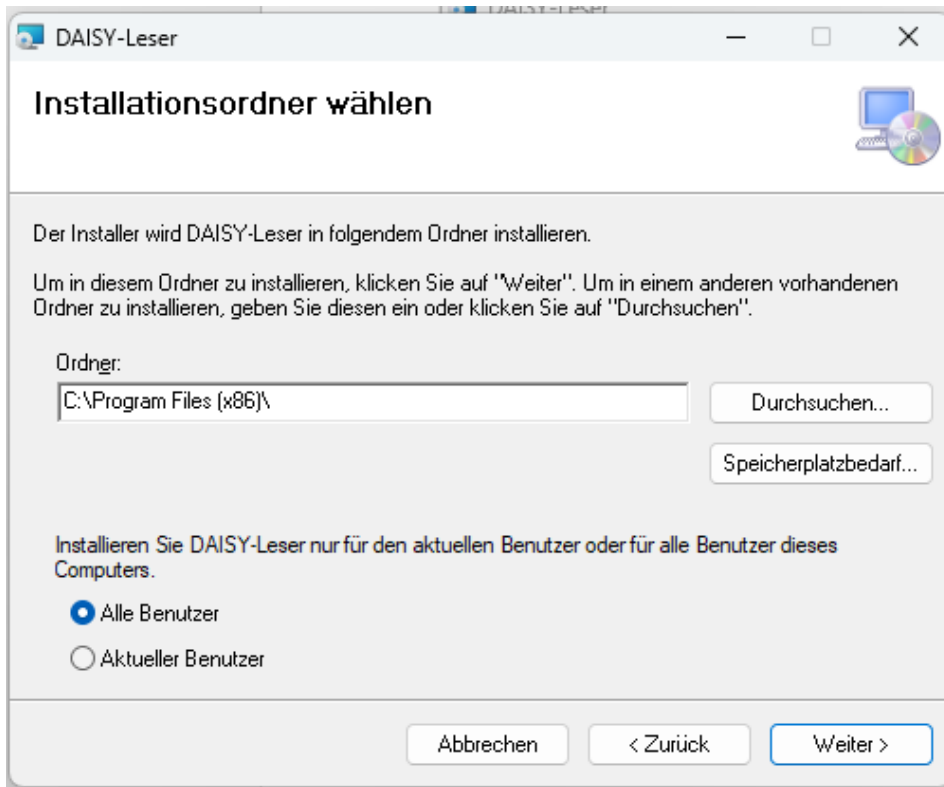 DAISY-Leser
DAISY-Leser
Installationsordner wählen
Der Installer wird DAISY-Leser in folgendem Ordner installieren.
Um in diesem Ordner zu installieren, klicken Sie auf "Weiter". Um in einem anderen vorhandenen
Ordner zu installieren, geben Sie diesen ein oder klicken Sie auf "Durchsuchen".
Ordner:
C:\Program Files (x86)\
Durchsuchen...
Speicherplatzbedarf...
Installieren Sie DAISY-Leser nur für den aktuellen Benutzer oder für alle Benutzer dieses
Computers.
Alle Benutzer
Aktueller Benutzer
Abbrechen
< Zurück
Weiter >